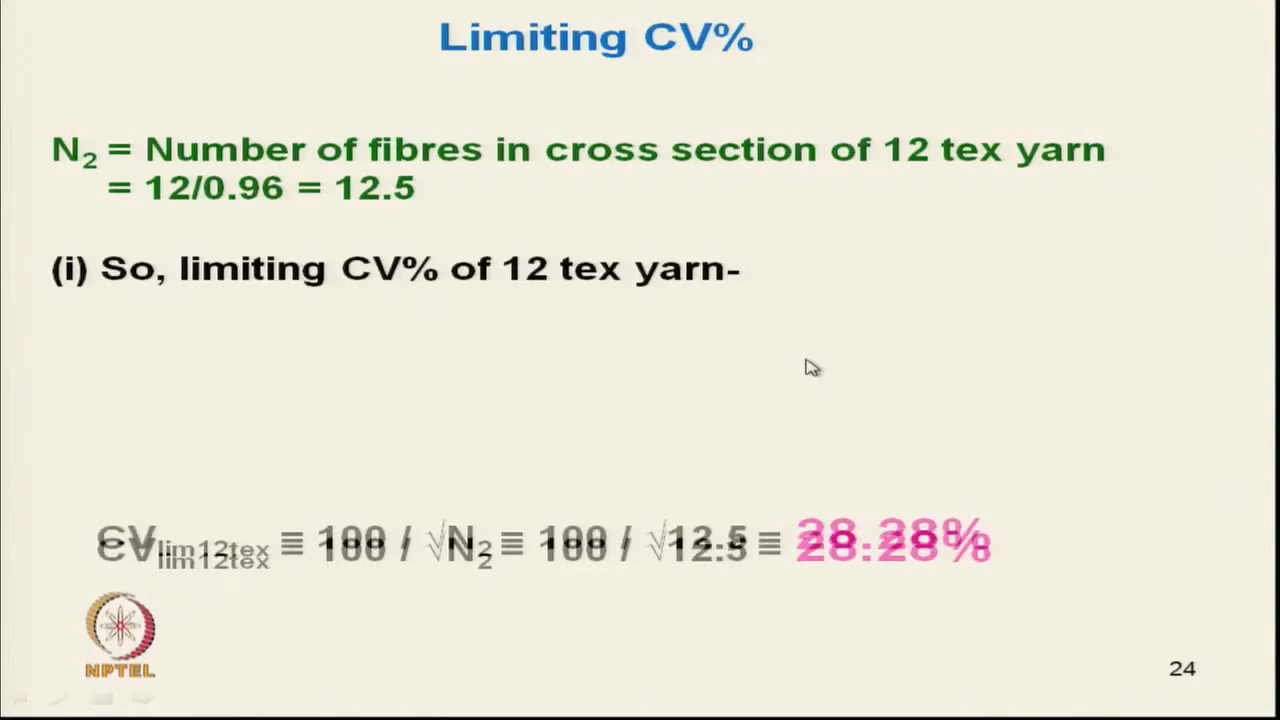 Limiting CV%
N₂ = Number of fibres in cross section of 12 tex yarn
= 12/0.96 = 12.5
(i) So, limiting CV% of 12 tex yarn-
CVlim12tex = 100 / √N₂ = 100 / √12.5 = 28.28%
NPTEL
24